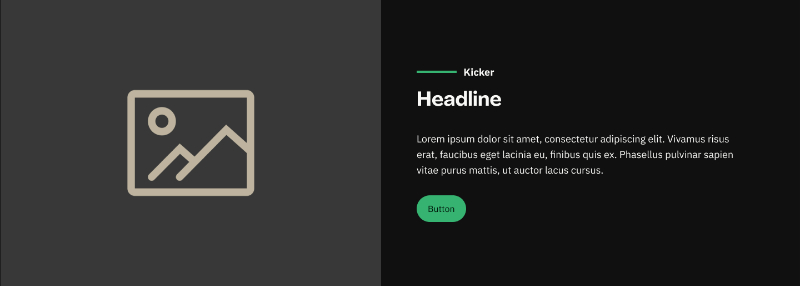 Kicker
Headline
Lorem ipsum dolor sit amet, consectetur adipiscing elit. Vivamus risus
erat, faucibus eget lacinia eu, finibus quis ex. Phasellus pulvinar sapien
vitae purus mattis, ut auctor lacus cursus.
Button